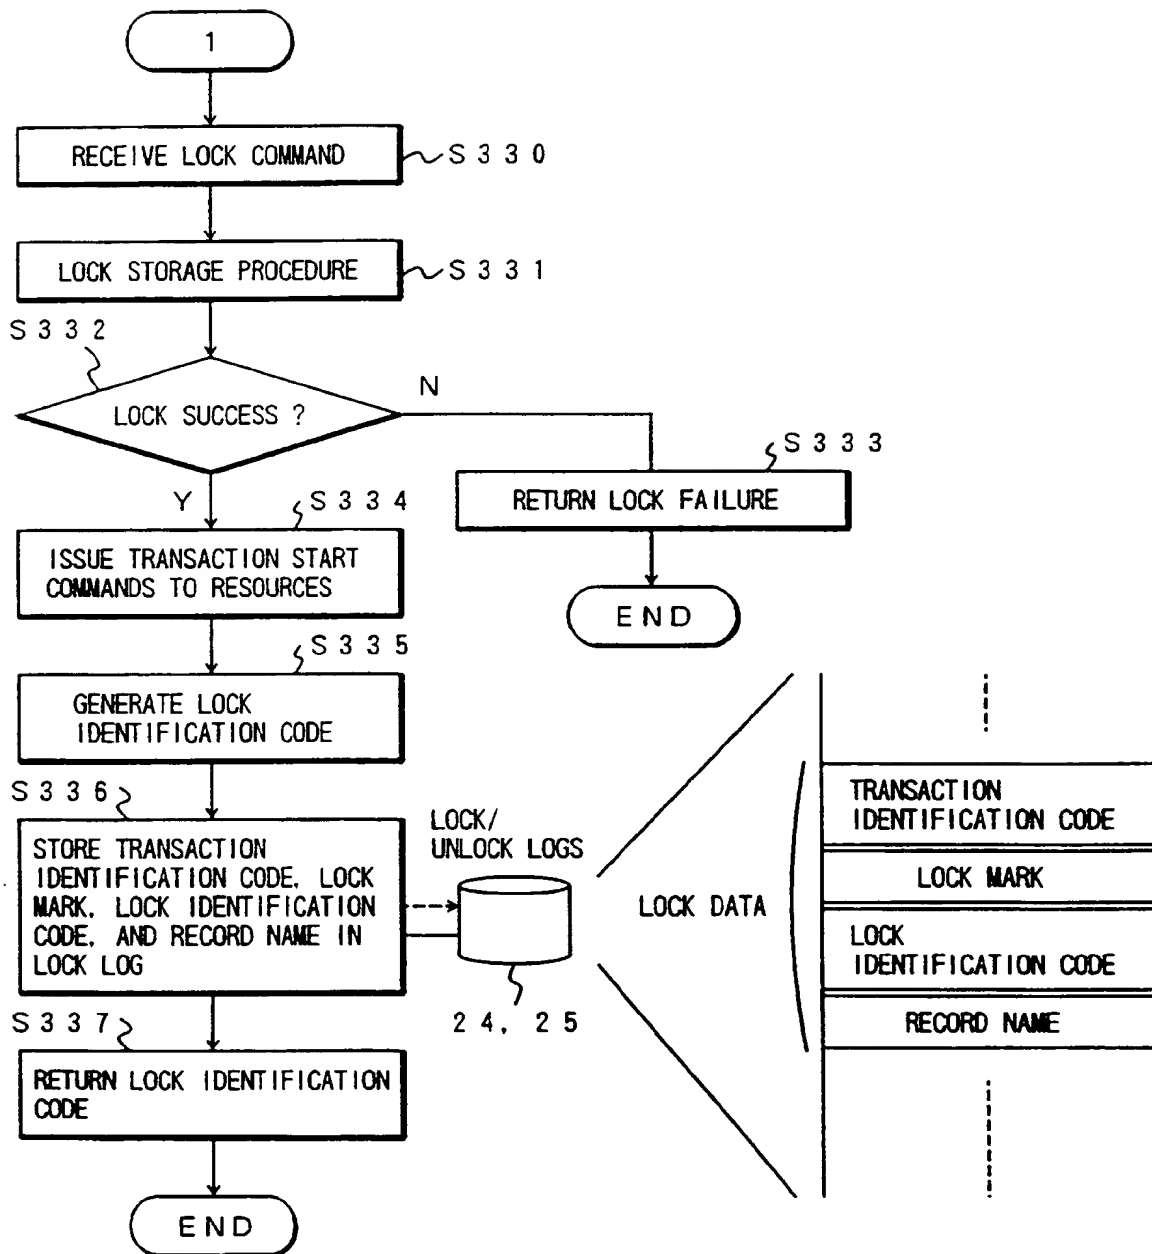 1
RECEIVE LOCK COMMAND
S330
LOCK STORAGE PROCEDURE
S331
S332
LOCK SUCCESS ?
N
S333
RETURN LOCK FAILURE
END
Y
S334
ISSUE TRANSACTION START
COMMANDS TO RESOURCES
S335
GENERATE LOCK
IDENTIFICATION CODE
S336
STORE TRANSACTION
IDENTIFICATION CODE, LOCK
MARK, LOCK IDENTIFICATION
CODE, AND RECORD NAME IN
LOCK LOG
LOCK/
UNLOCK LOGS
24, 25
LOCK DATA
TRANSACTION
IDENTIFICATION CODE
LOCK MARK
LOCK
IDENTIFICATION CODE
RECORD NAME
S337
RETURN LOCK IDENTIFICATION
CODE
END